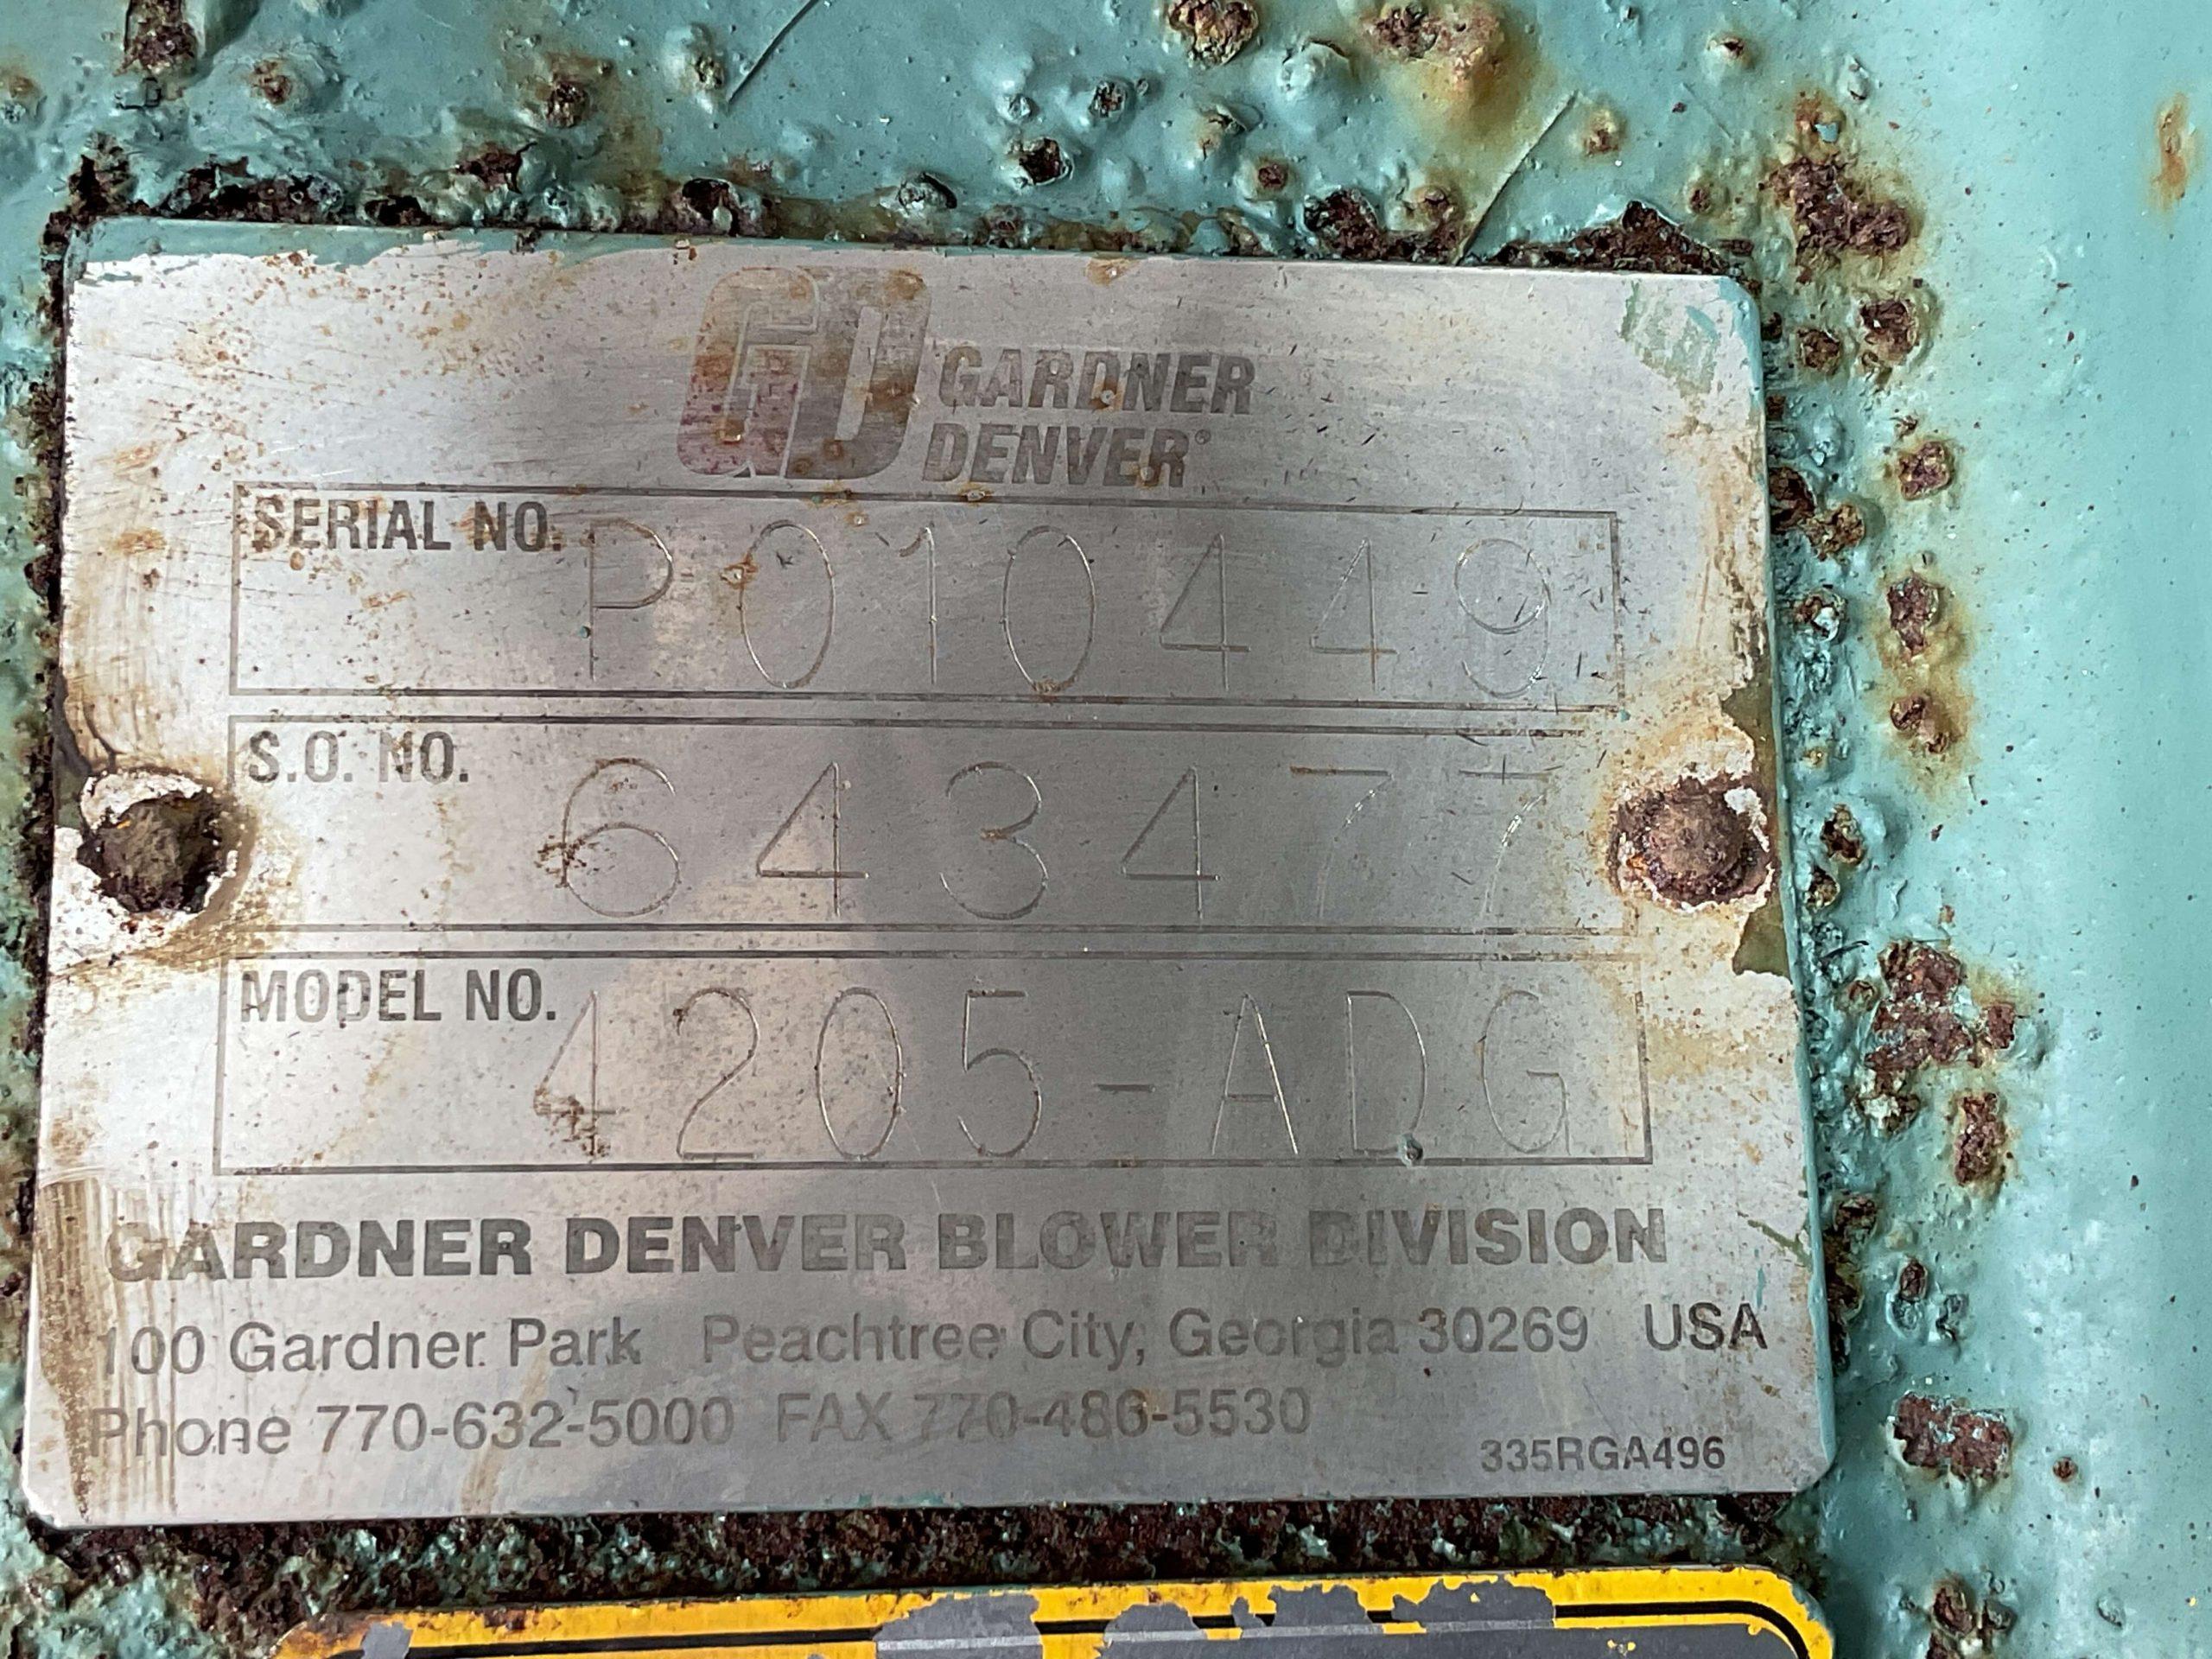 GD GARDNER
DENVER®
SERIAL NO. P010449
S.O. NO. 643477
MODEL NO. 4205-ADG
GARDNER DENVER BLOWER DIVISION
100 Gardner Park Peachtree City, Georgia 30269 USA
Phone 770-632-5000 FAX 770-486-5530
335RGA496